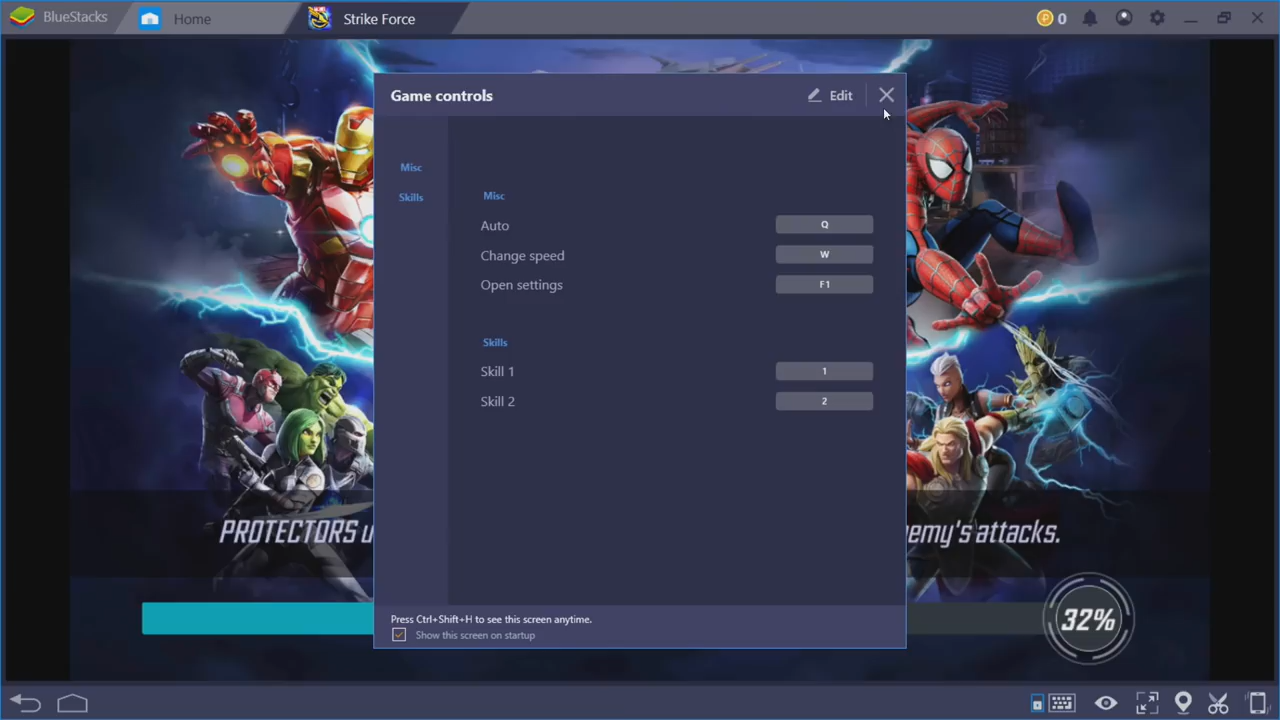 BlueStacks
Home
Strike Force
0
Game controls
Edit
Misc
Skills
Misc
Auto
Q
Change speed
W
Open settings
F1
Skills
Skill 1
1
Skill 2
2
PROTECTORS
emy's attacks.
Press Ctrl+Shift+H to see this screen anytime.
Show this screen on startup
32%